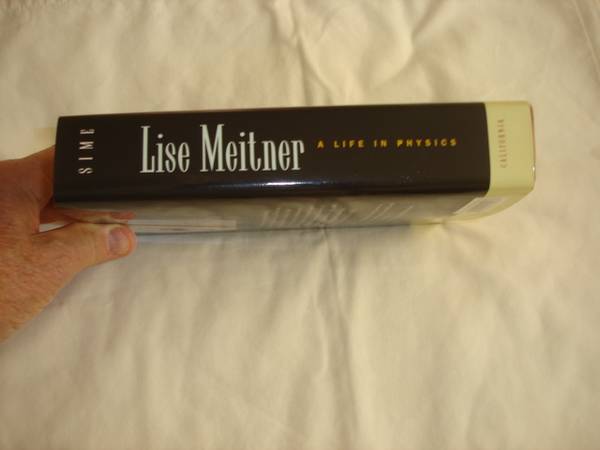 SIME
Lise Meitner
A LIFE IN PHYSICS
CALIFORNIA